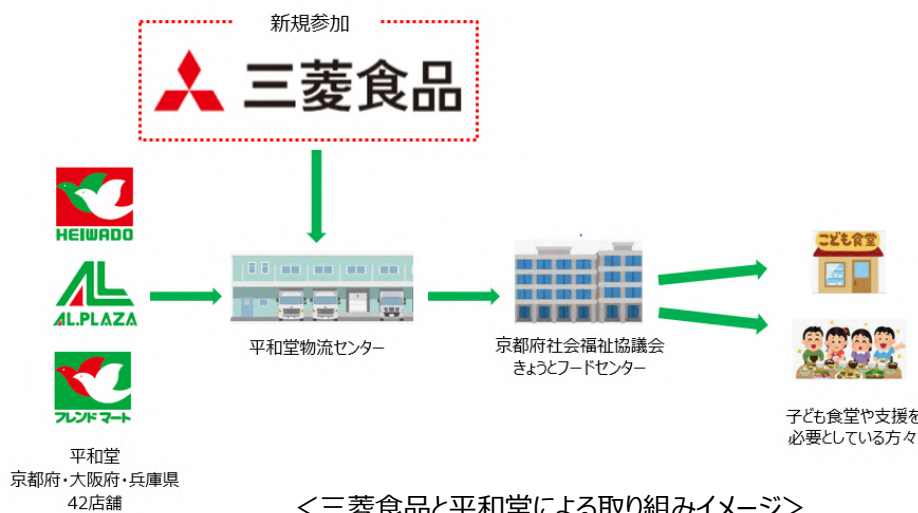 新規参加
三菱食品
HEIWADO
AL
AL.PLAZA
フレンドマート
平和堂
京都府・大阪府・兵庫県
42店舗
平和堂物流センター
京都府社会福祉協議会
きょうとフードセンター
こども食堂
子ども食堂や支援を
必要としている方々
＜三菱食品と平和堂による取り組みイメージ＞